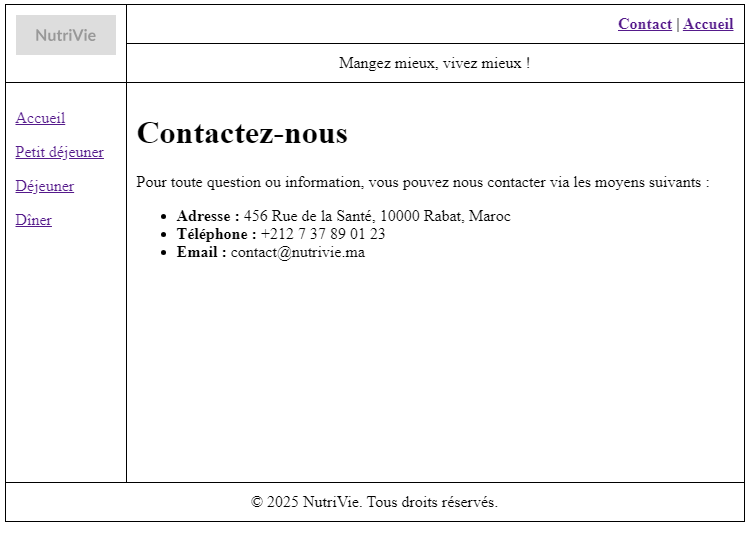 NutriVie
Contact | Accueil
Mangez mieux, vivez mieux !
Accueil
Petit déjeuner
Déjeuner
Dîner
Contactez-nous
Pour toute question ou information, vous pouvez nous contacter via les moyens suivants :
• Adresse : 456 Rue de la Santé, 10000 Rabat, Maroc
• Téléphone : +212 7 37 89 01 23
• Email : contact@nutrivie.ma
© 2025 NutriVie. Tous droits réservés.